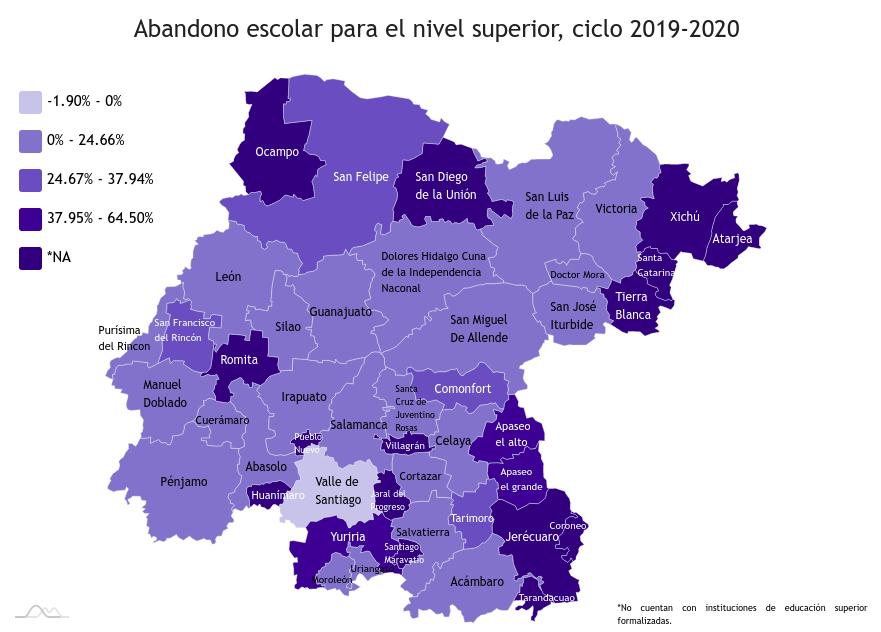 Abandono escolar para el nivel superior, ciclo 2019-2020
-1.90% - 0%
0% - 24.66%
24.67% - 37.94%
37.95% - 64.50%
*NA
Ocampo
San Felipe
San Diego
de la Unión
San Luis
de la Paz
Victoria
Xichú
Atarjea
Santa
Catarina
Doctor Mora
Tierra
Blanca
San José
Iturbide
Dolores Hidalgo Cuna
de la Independencia
Naconal
León
Guanajuato
Silao
San Miguel
De Allende
San Francisco
del Rincón
Purísima
del Rincon
Romita
Manuel
Doblado
Cuerámaro
Irapuato
Salamanca
Santa
Cruz de
Juventino
Rosas
Comonfort
Celaya
Apaseo
el alto
Apaseo
el grande
Pueblo
Nuevo
Villagrán
Abasolo
Pénjamo
Huanímaro
Valle de
Santiago
Cortazar
Jaral del
Progreso
Tarimoro
Salvatierra
Yuriria
Santiago
Maravatío
Uriangato
Moroleón
Acámbaro
Jerécuaro
Coroneo
Tarandacuao
*No cuentan con instituciones de educación superior
formalizadas.